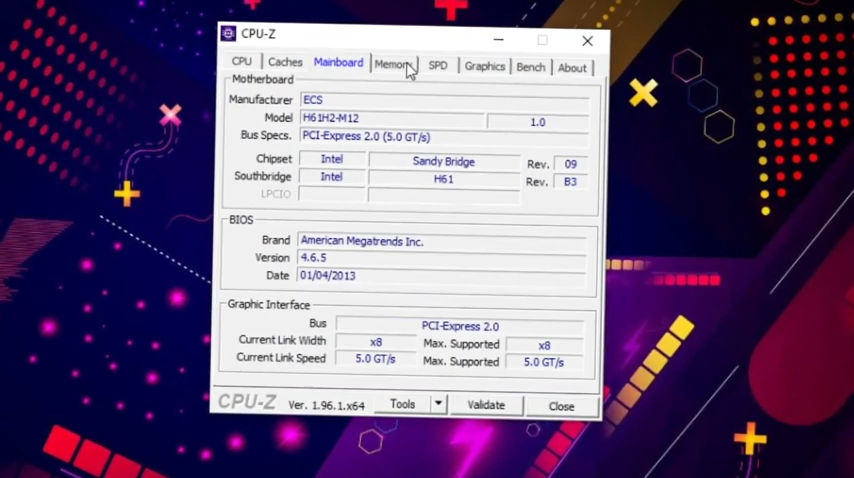 CPU-Z
CPU Caches Mainboard Memory SPD Graphics Bench About
Motherboard
Manufacturer ECS
Model H61H2-M12 1.0
Bus Specs. PCI-Express 2.0 (5.0 GT/s)
Chipset Intel Sandy Bridge Rev. 09
Southbridge Intel H61 Rev. B3
LPCIO
BIOS
Brand American Megatrends Inc.
Version 4.6.5
Date 01/04/2013
Graphic Interface
Bus PCI-Express 2.0
Current Link Width x8 Max. Supported x8
Current Link Speed 5.0 GT/s Max. Supported 5.0 GT/s
CPU-Z Ver. 1.96.1.x64 Tools Validate Close